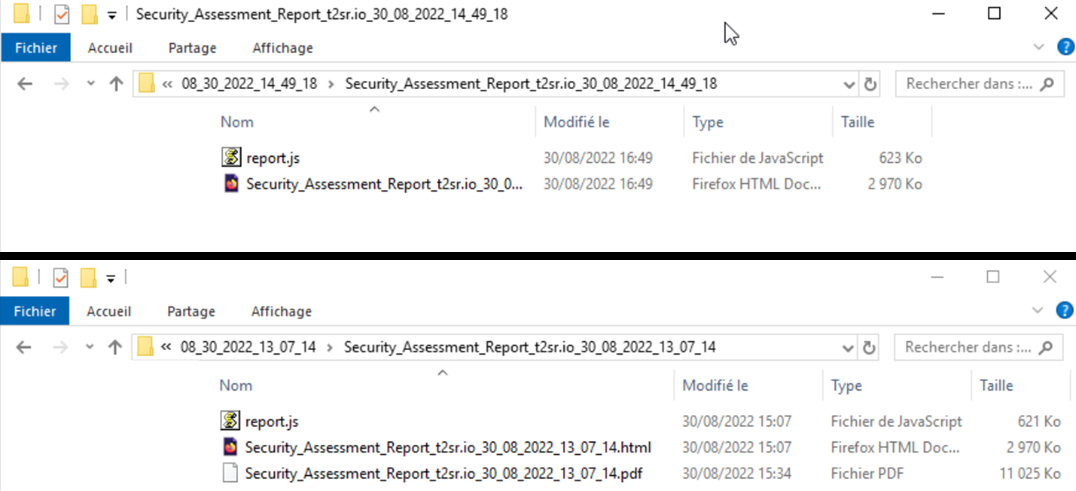 Security_Assessment_Report_t2sr.io_30_08_2022_14_49_18
Fichier Accueil Partage Affichage
« 08_30_2022_14_49_18 › Security_Assessment_Report_t2sr.io_30_08_2022_14_49_18 Rechercher dans :...
Nom Modifié le Type Taille
report.js 30/08/2022 16:49 Fichier de JavaScript 623 Ko
Security_Assessment_Report_t2sr.io_30_0... 30/08/2022 16:49 Firefox HTML Doc... 2 970 Ko
Fichier Accueil Partage Affichage
« 08_30_2022_13_07_14 › Security_Assessment_Report_t2sr.io_30_08_2022_13_07_14 Rechercher dans :...
Nom Modifié le Type Taille
report.js 30/08/2022 15:07 Fichier de JavaScript 621 Ko
Security_Assessment_Report_t2sr.io_30_08_2022_13_07_14.html 30/08/2022 15:07 Firefox HTML Doc... 2 970 Ko
Security_Assessment_Report_t2sr.io_30_08_2022_13_07_14.pdf 30/08/2022 15:34 Fichier PDF 11 025 Ko